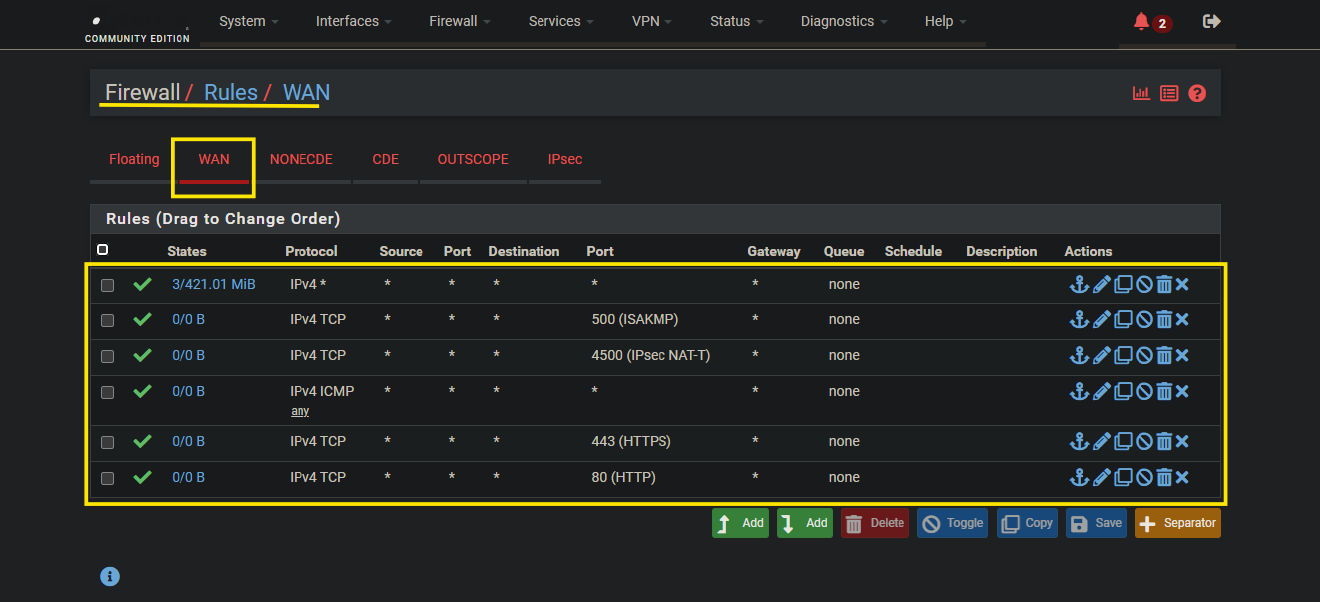 System Interfaces Firewall Services VPN Status Diagnostics Help 2
COMMUNITY EDITION
Firewall / Rules / WAN
Floating WAN NONECDE CDE OUTSCOPE IPsec
Rules (Drag to Change Order)
States Protocol Source Port Destination Port Gateway Queue Schedule Description Actions
3/421.01 MiB IPv4 * * * * * * none
0/0 B IPv4 TCP * * * 500 (ISAKMP) * none
0/0 B IPv4 TCP * * * 4500 (IPsec NAT-T) * none
0/0 B IPv4 ICMP * * * * * none
any
0/0 B IPv4 TCP * * * 443 (HTTPS) * none
0/0 B IPv4 TCP * * * 80 (HTTP) * none
Add Add Delete Toggle Copy Save Separator